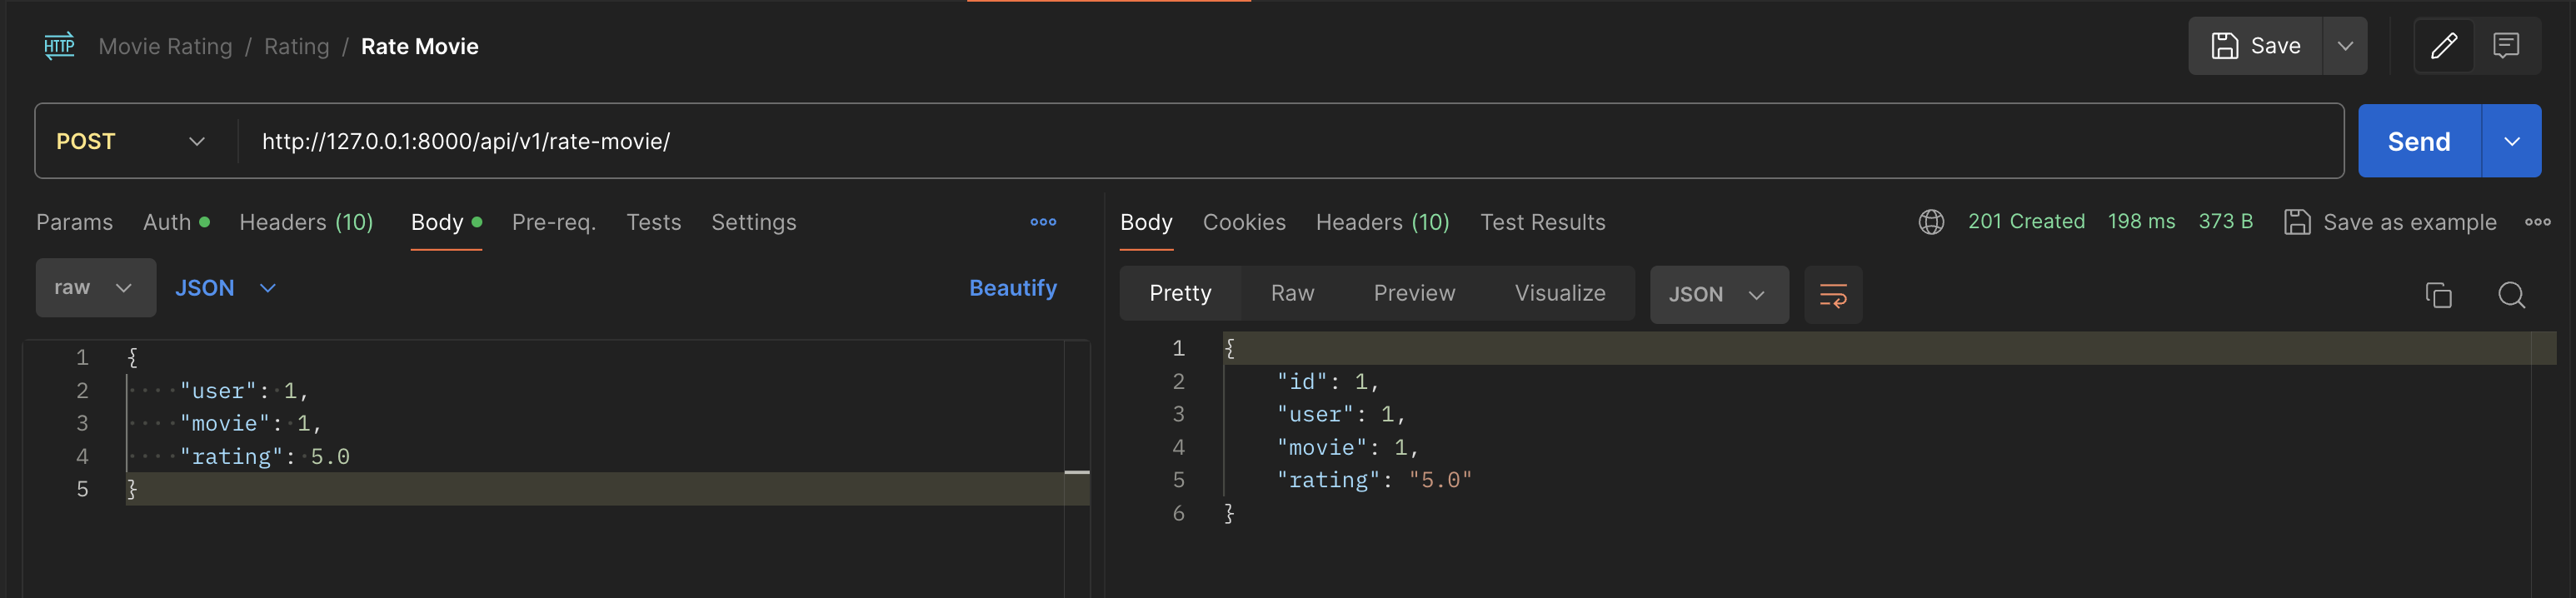 HTTP Movie Rating / Rating / Rate Movie
Save
POST http://127.0.0.1:8000/api/v1/rate-movie/
Send
Params Auth Headers (10) Body Pre-req. Tests Settings
raw JSON Beautify
1 {
2 "user": 1,
3 "movie": 1,
4 "rating": 5.0
5 }
Body Cookies Headers (10) Test Results 201 Created 198 ms 373 B Save as example
Pretty Raw Preview Visualize JSON
1 {
2 "id": 1,
3 "user": 1,
4 "movie": 1,
5 "rating": "5.0"
6 }